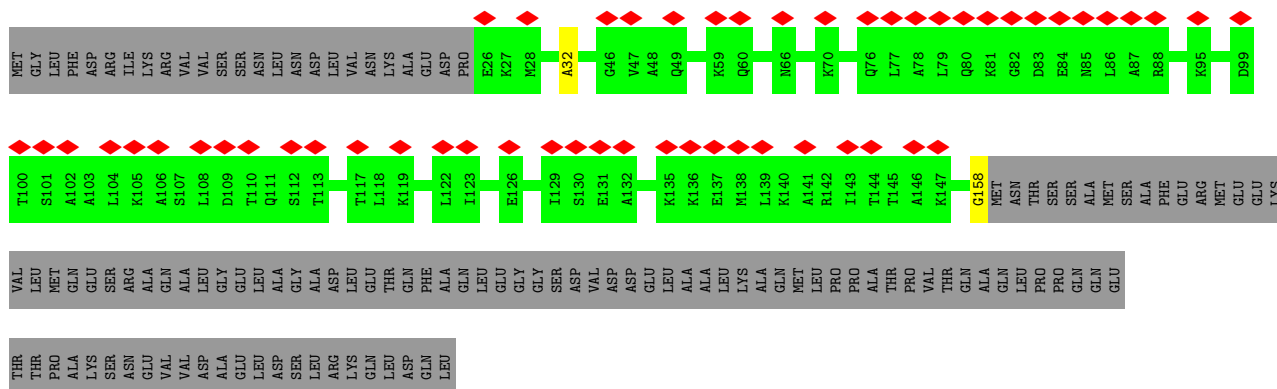 MET GLY LEU PHE ASP ARG ILE LYS ARG VAL VAL SER SER ASN LEU ASN ASP LEU VAL ASN LYS ALA GLU ASP PRO E26 K27 M28 A32 G46 V47 A48 Q49 K59 Q60 N66 K70 Q76 L77 A78 L79 Q80 K81 G82 D83 E84 N85 L86 A87 R88 K95 D99
T100 S101 A102 A103 L104 K105 A106 S107 L108 D109 T110 Q111 S112 T113 T117 L118 K119 L122 I123 E126 I129 S130 E131 A132 K135 K136 E137 M138 L139 K140 A141 R142 I143 T144 T145 A146 K147 G158 MET ASN THR SER SER ALA MET SER ALA PHE GLU ARG MET GLU GLU LYS
VAL LEU MET GLN GLU SER ARG ALA GLN ALA LEU GLY GLU LEU ALA GLY ALA ASP LEU GLU THR GLN PHE ALA GLN LEU GLU GLY GLY SER ASP VAL ASP ASP GLU LEU ALA ALA LEU LYS ALA GLN MET LEU PRO PRO ALA THR PRO VAL THR GLN ALA GLN LEU PRO PRO GLN GLN GLU
THR THR PRO ALA LYS SER ASN GLU VAL VAL ASP ALA GLU LEU ASP SER LEU ARG LYS GLN LEU ASP GLN LEU